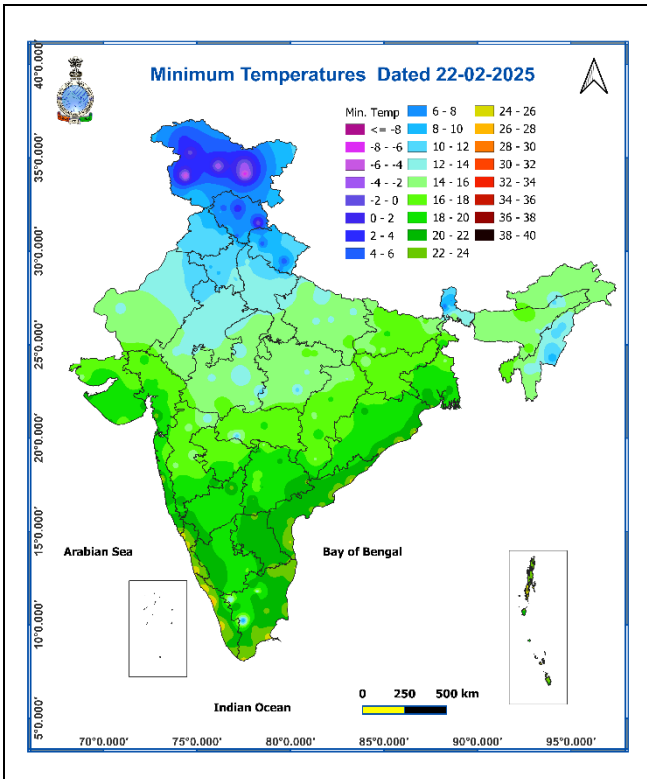 Minimum Temperatures Dated 22-02-2025
Min. Temp
<= -8
-8 - -6
-6 - -4
-4 - -2
-2 - 0
0 - 2
2 - 4
4 - 6
6 - 8
8 - 10
10 - 12
12 - 14
14 - 16
16 - 18
18 - 20
20 - 22
22 - 24
24 - 26
26 - 28
28 - 30
30 - 32
32 - 34
34 - 36
36 - 38
38 - 40
40°0.000'
35°0.000'
30°0.000'
25°0.000'
20°0.000'
15°0.000'
10°0.000'
5°0.000'
Arabian Sea
Bay of Bengal
Indian Ocean
0 250 500 km
70°0.000' 75°0.000' 80°0.000' 85°0.000' 90°0.000' 95°0.000'